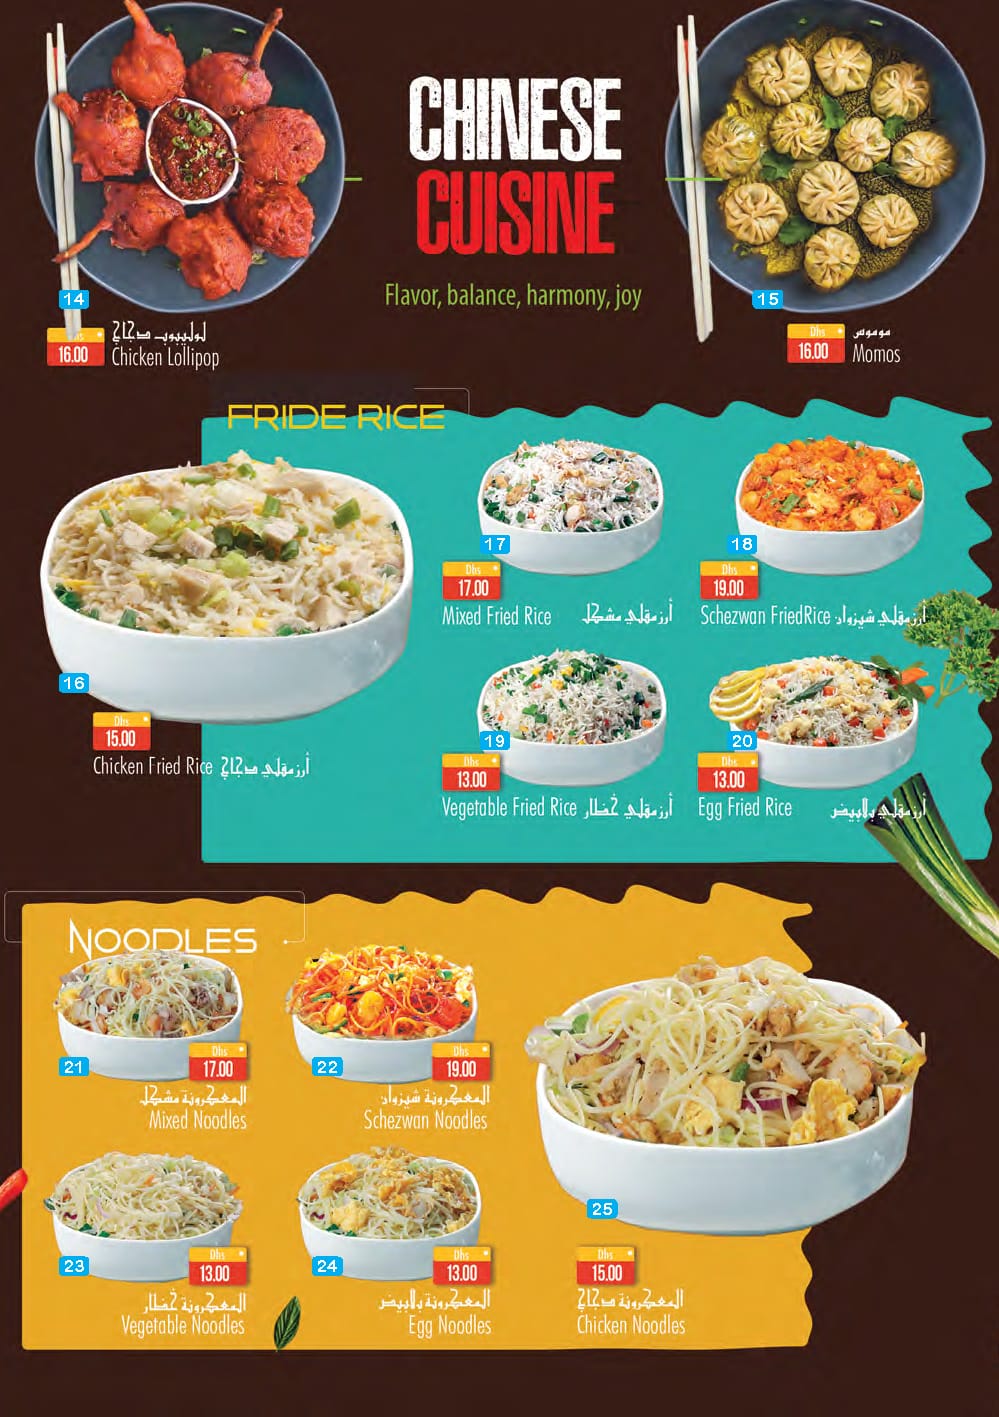 CHINESE
CUISINE
Flavor, balance, harmony, joy
14
Dhs
16.00
لوليبوب دجاج
Chicken Lollipop
15
Dhs
16.00
موموس
Momos
FRIDE RICE
16
Dhs
15.00
Chicken Fried Rice أرز مقلي دجاج
17
Dhs
17.00
Mixed Fried Rice أرز مقلي مشكل
18
Dhs
19.00
Schezwan FriedRice أرز مقلي شيزوان
19
Dhs
13.00
Vegetable Fried Rice أرز مقلي خظار
20
Dhs
13.00
Egg Fried Rice أرز مقلي بلابيض
NOODLES
21
Dhs
17.00
المعكرونة مشكل
Mixed Noodles
22
Dhs
19.00
المعكرونة شيزوان
Schezwan Noodles
23
Dhs
13.00
المعكرونة خظار
Vegetable Noodles
24
Dhs
13.00
المعكرونة بلابيض
Egg Noodles
25
Dhs
15.00
المعكرونة دجاج
Chicken Noodles